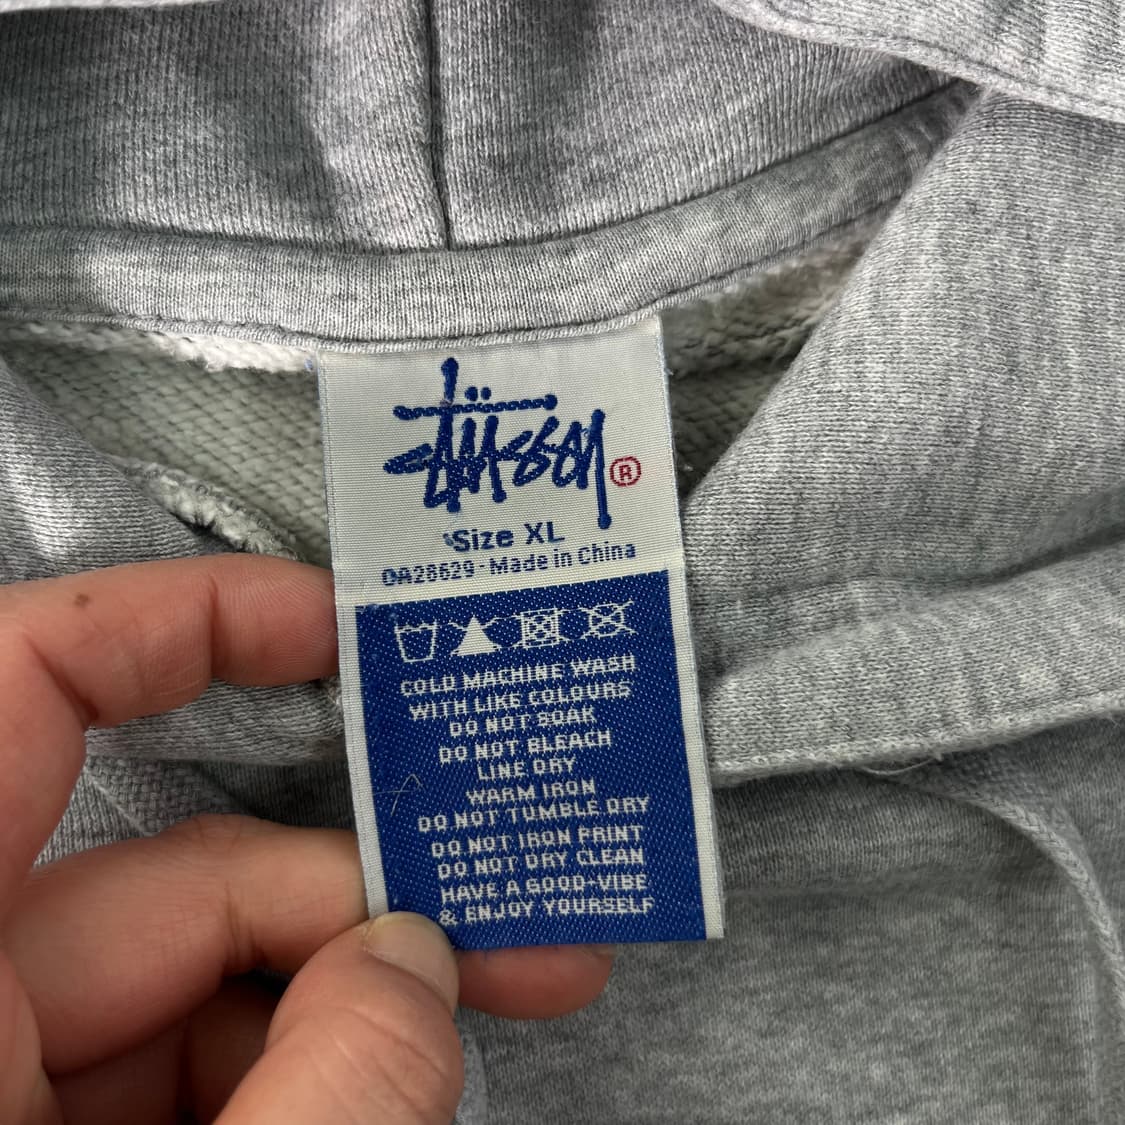 Stüssy ®
Size XL
OA28629 - Made in China
COLD MACHINE WASH
WITH LIKE COLOURS
DO NOT SOAK
DO NOT BLEACH
LINE DRY
WARM IRON
DO NOT TUMBLE DRY
DO NOT IRON PRINT
DO NOT DRY CLEAN
HAVE A GOOD-VIBE
& ENJOY YOURSELF